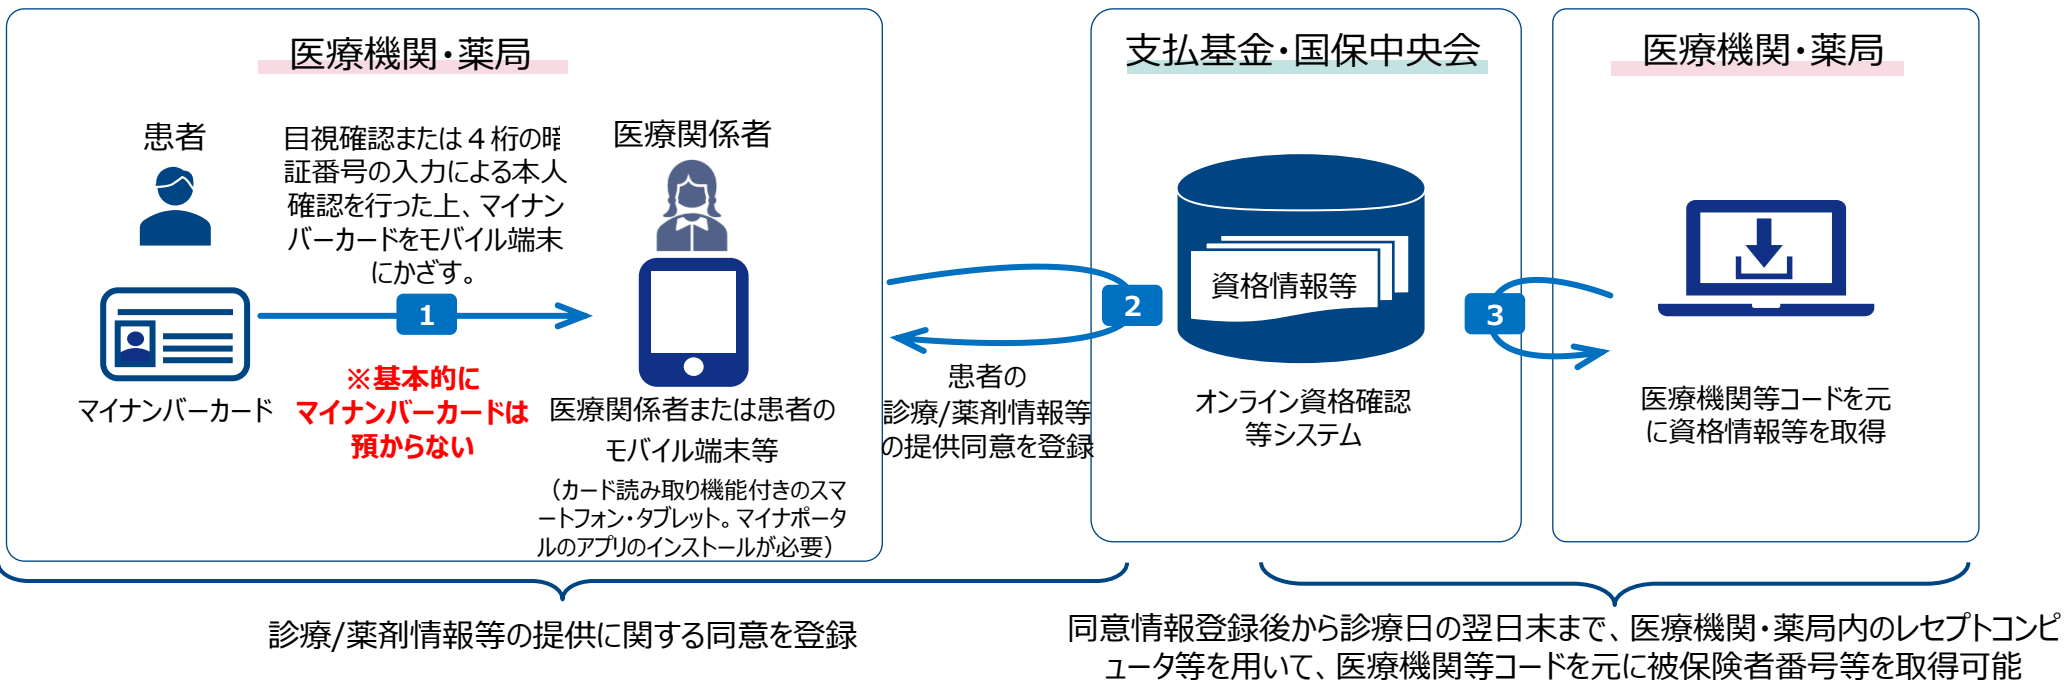 医療機関・薬局
患者
目視確認または４桁の暗
証番号の入力による本人
確認を行った上、マイナン
バーカードをモバイル端末
にかざす。
医療関係者
1
マイナンバーカード
※基本的に
マイナンバーカードは
預からない
医療関係者または患者の
モバイル端末等
（カード読み取り機能付きのスマ
ートフォン・タブレット。マイナポータ
ルのアプリのインストールが必要）
2
患者の
診療/薬剤情報等
の提供同意を登録
支払基金・国保中央会
資格情報等
オンライン資格確認
等システム
3
医療機関・薬局
医療機関等コードを元
に資格情報等を取得
診療/薬剤情報等の提供に関する同意を登録
同意情報登録後から診療日の翌日末まで、医療機関・薬局内のレセプトコンピ
ュータ等を用いて、医療機関等コードを元に被保険者番号等を取得可能